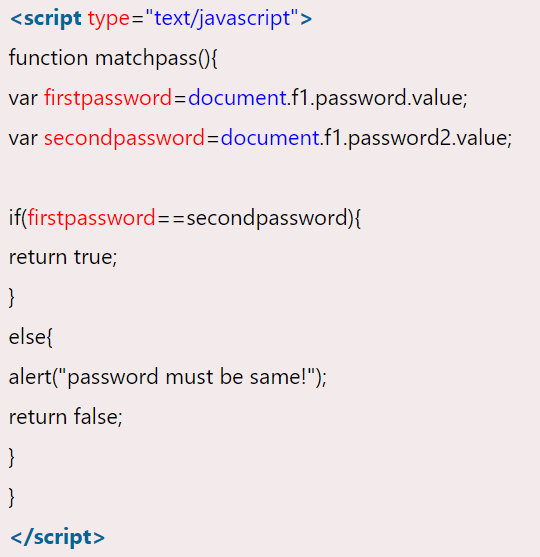 <script type="text/javascript">
function matchpass(){
var firstpassword=document.f1.password.value;
var secondpassword=document.f1.password2.value;
if(firstpassword==secondpassword){
return true;
}
else{
alert("password must be same!");
return false;
}
}
</script>